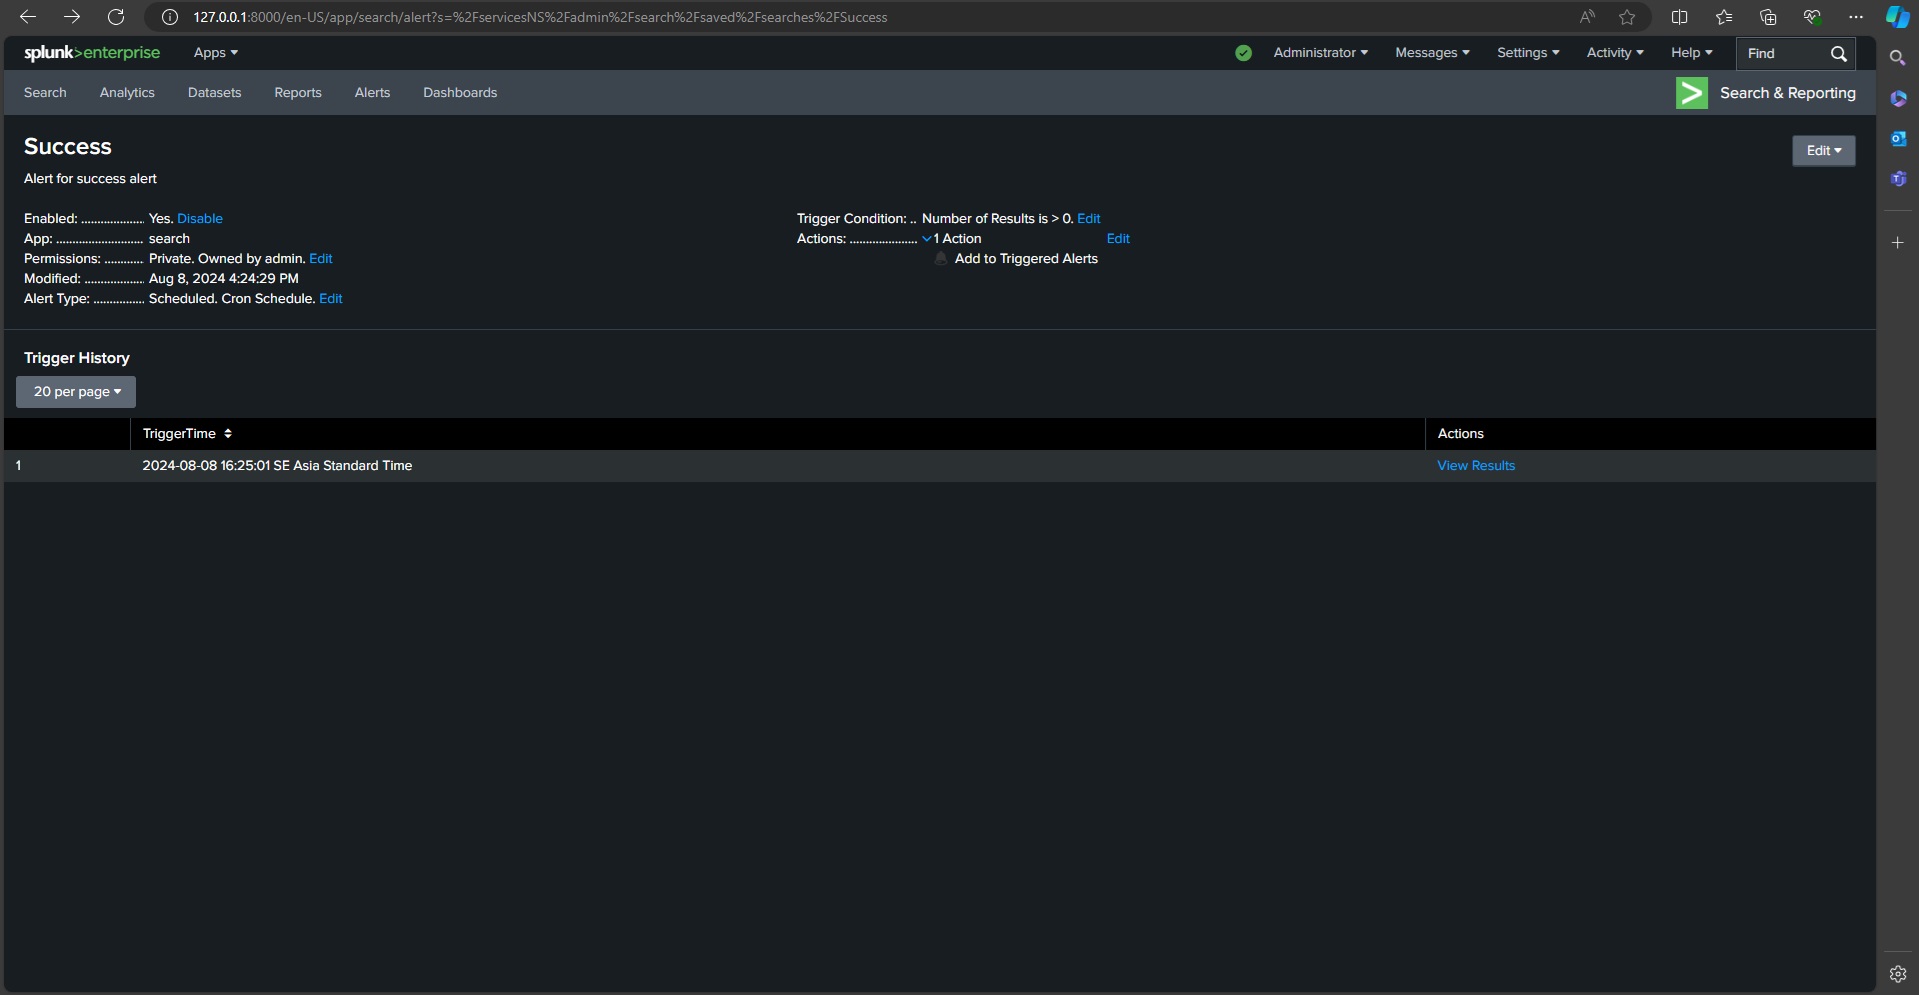 127.0.0.1:8000/en-US/app/search/alert?s=%2FservicesNS%2Fadmin%2Fsearch%2Fsaved%2Fsearches%2FSuccess
splunk>enterprise Apps Administrator Messages Settings Activity Help Find
Search Analytics Datasets Reports Alerts Dashboards Search & Reporting
Success
Edit
Alert for success alert
Enabled: ................... Yes. Disable
App: .......................... search
Permissions: ............ Private. Owned by admin. Edit
Modified: .................. Aug 8, 2024 4:24:29 PM
Alert Type: ............... Scheduled. Cron Schedule. Edit
Trigger Condition: .. Number of Results is > 0. Edit
Actions: .................... 1 Action Edit
Add to Triggered Alerts
Trigger History
20 per page
TriggerTime Actions
1 2024-08-08 16:25:01 SE Asia Standard Time View Results